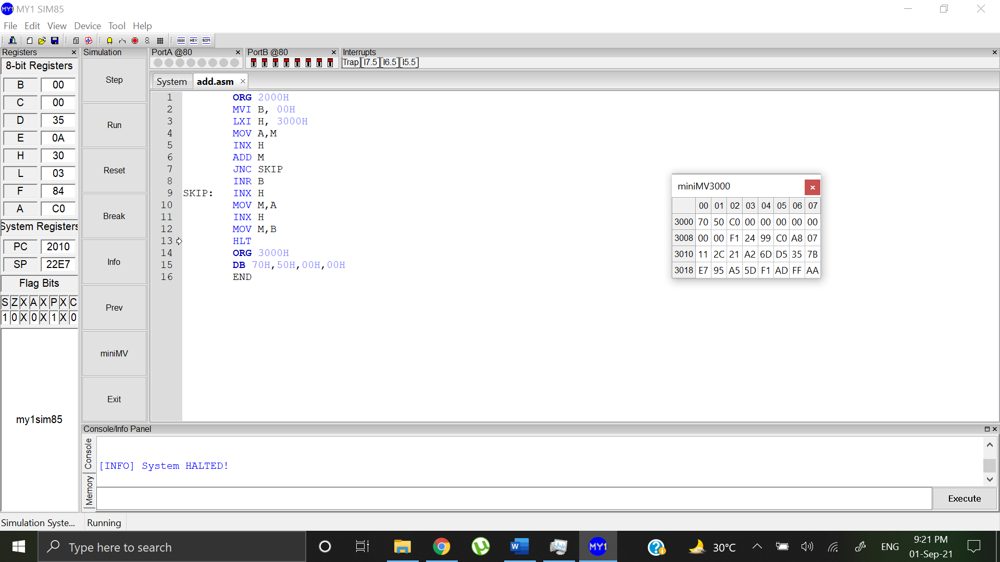 MY1 SIM85
File Edit View Device Tool Help
Registers
8-bit Registers
B 00
C 00
D 35
E 0A
H 30
L 03
F 84
A C0
System Registers
PC 2010
SP 22E7
Flag Bits
S Z X A X P X C
1 0 X 0 X 1 X 0
my1sim85
Simulation
Step
Run
Reset
Break
Info
Prev
miniMV
Exit
PortA @80
PortB @80
Interrupts
Trap I7.5 I6.5 I5.5
System add.asm
1 ORG 2000H
2 MVI B, 00H
3 LXI H, 3000H
4 MOV A,M
5 INX H
6 ADD M
7 JNC SKIP
8 INR B
9 SKIP: INX H
10 MOV M,A
11 INX H
12 MOV M,B
13 HLT
14 ORG 3000H
15 DB 70H,50H,00H,00H
16 END
miniMV3000
00 01 02 03 04 05 06 07
3000 70 50 C0 00 00 00 00 00
3008 00 00 F1 24 99 C0 A8 07
3010 11 2C 21 A2 6D D5 35 7B
3018 E7 95 A5 5D F1 AD FF AA
Console/Info Panel
Console
Memory
[INFO] System HALTED!
Execute
Simulation Syste... Running
Type here to search
30°C
ENG
9:21 PM
01-Sep-21